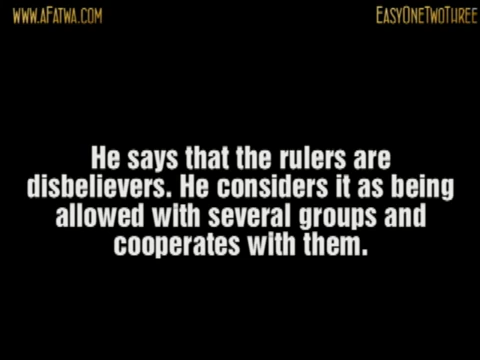 www.aFatwa.com
EasyOneTwoThree
He says that the rulers are
disbelievers. He considers it as being
allowed with several groups and
cooperates with them.